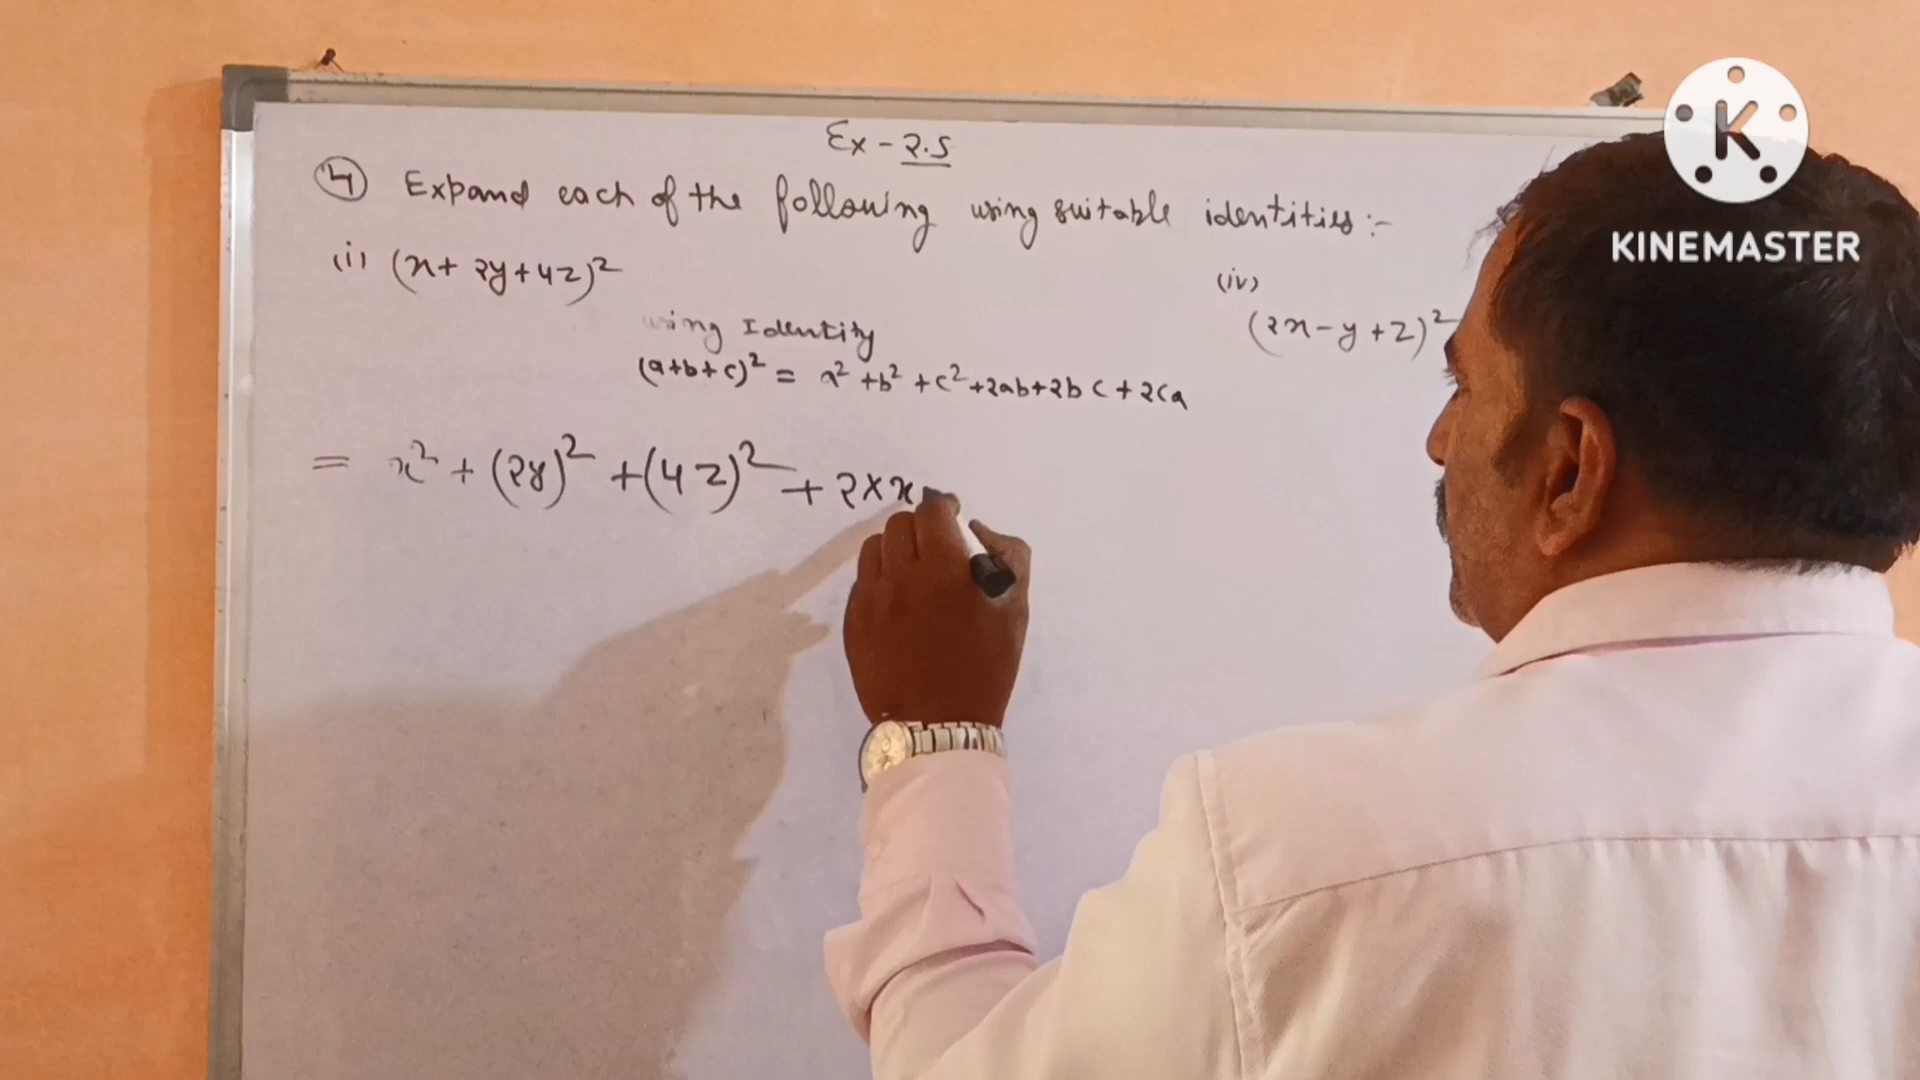 Ex - 2.5
4 Expand each of the following using suitable identities :-
(i) (x + 2y + 4z)²
(iv)
(2x - y + z)²
using Identity
(a+b+c)² = a² + b² + c² + 2ab + 2bc + 2ca
= x² + (2y)² + (4z)² + 2 × x
K
KINEMASTER